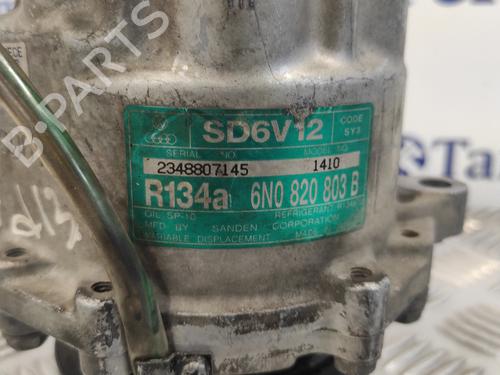 SD6V12
CODE
SY3
SERIAL NO.
MODEL NO.
2348807145 1410
R134a 6N0 820 803 B
OIL SP-10 REFRIGERANT R134a
MFD BY SANDEN CORPORATION
VARIABLE DISPLACEMENT MADE
B-PARTS